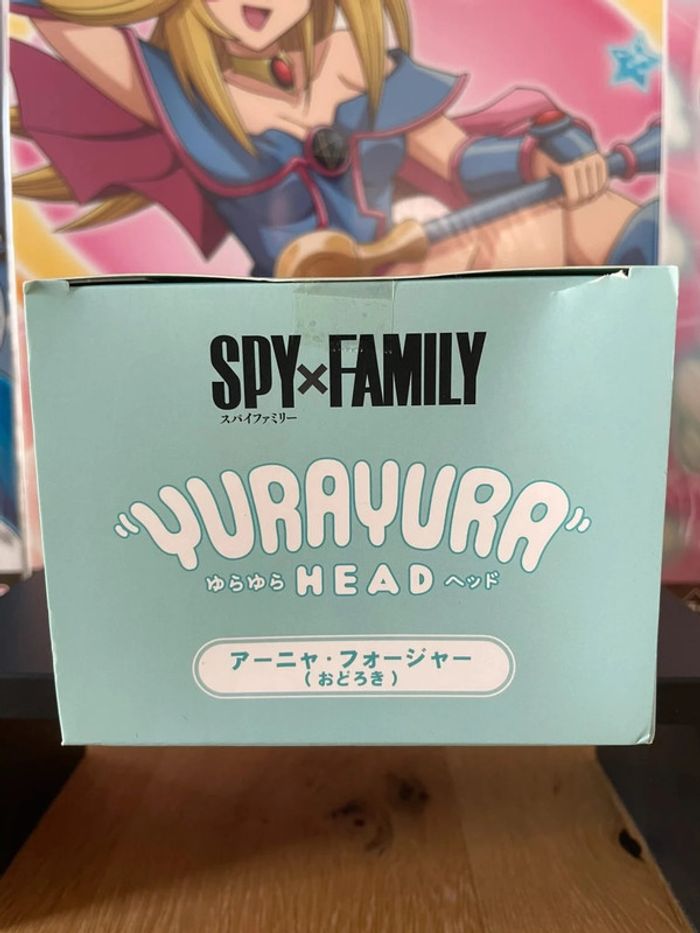 SPY×FAMILY
スパイファミリー
YURAYURA
ゆらゆら HEAD ヘッド
アーニャ・フォージャー
(おどろき)